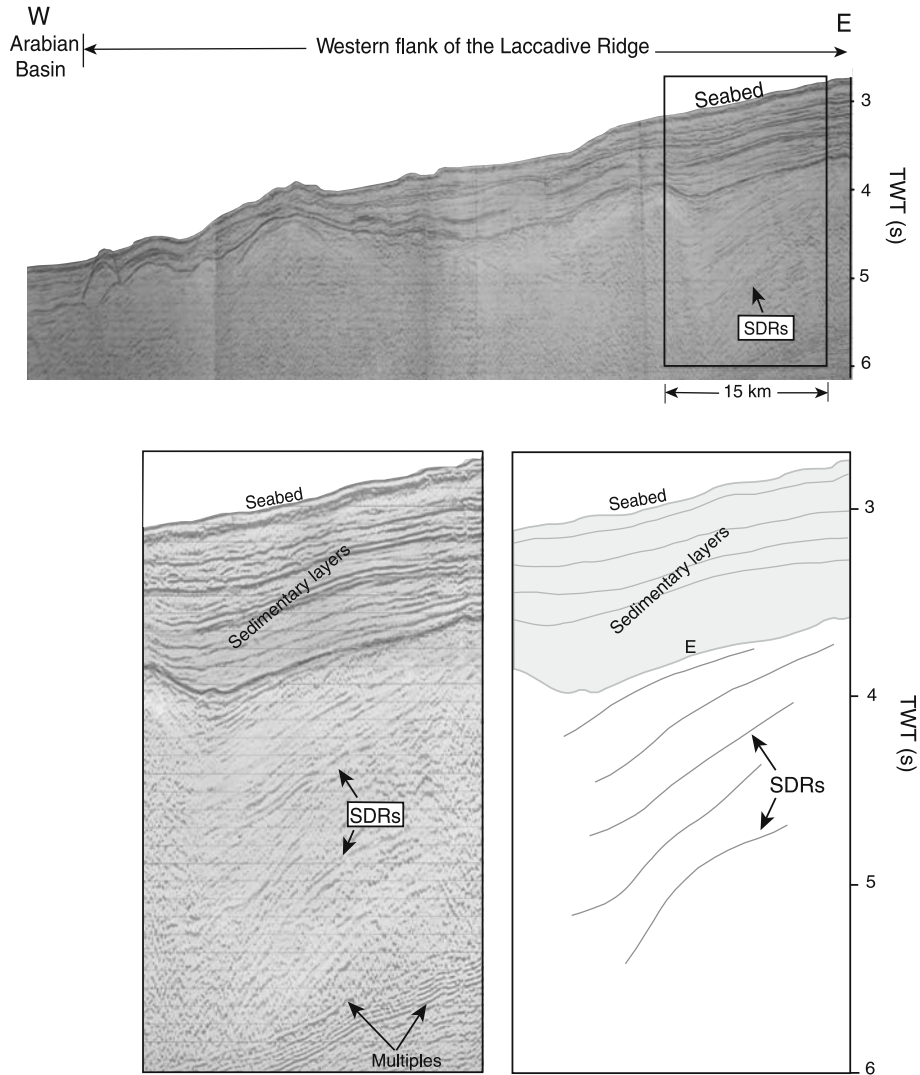 W
E
Arabian
Basin
Western flank of the Laccadive Ridge
Seabed
3
4
5
6
TWT (s)
SDRs
15 km
Seabed
Sedimentary layers
SDRs
Multiples
Seabed
Sedimentary layers
E
SDRs
3
4
5
6
TWT (s)